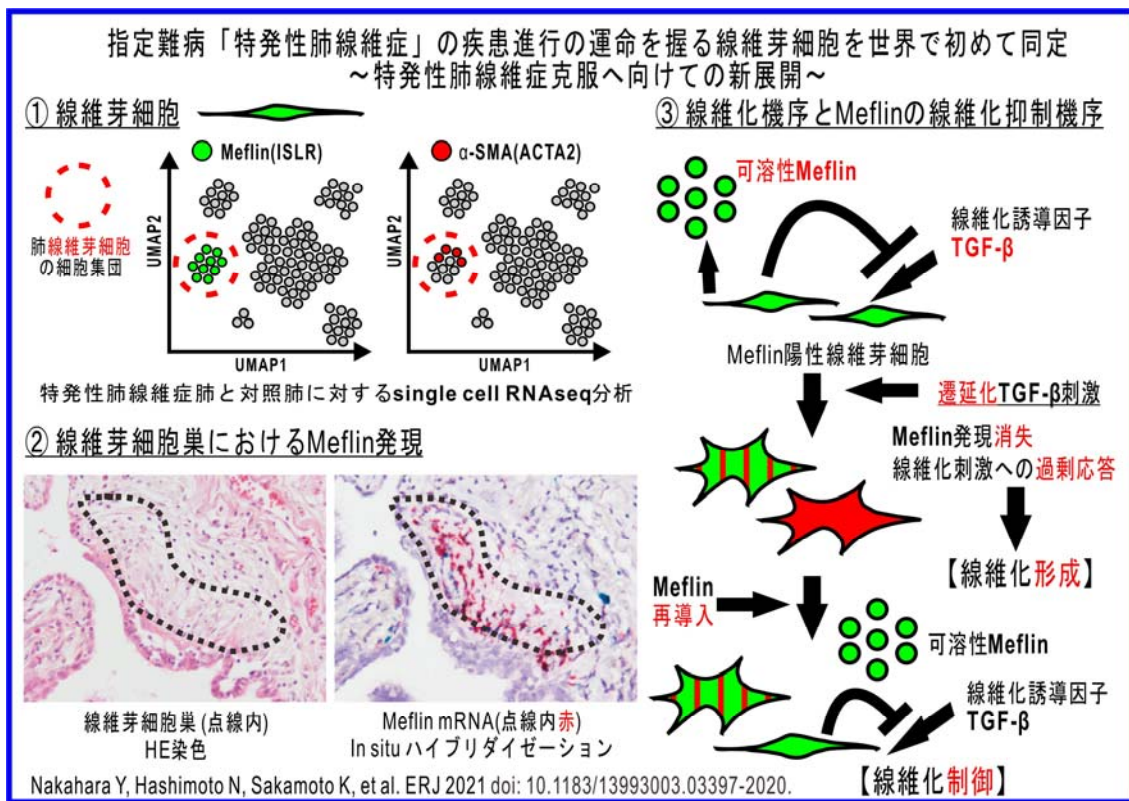 指定難病「特発性肺線維症」の疾患進行の運命を握る線維芽細胞を世界で初めて同定
～特発性肺線維症克服へ向けての新展開～
① 線維芽細胞
Meflin(ISLR)
α-SMA(ACTA2)
肺線維芽細胞
の細胞集団
UMAP2
UMAP1
UMAP2
UMAP1
特発性肺線維症肺と対照肺に対するsingle cell RNAseq分析
② 線維芽細胞巣におけるMeflin発現
線維芽細胞巣(点線内)
HE染色
Meflin mRNA(点線内赤)
In situ ハイブリダイゼーション
③ 線維化機序とMeflinの線維化抑制機序
可溶性Meflin
線維化誘導因子
TGF-β
Meflin陽性線維芽細胞
遷延化TGF-β刺激
Meflin発現消失
線維化刺激への過剰応答
【線維化形成】
Meflin
再導入
可溶性Meflin
線維化誘導因子
TGF-β
【線維化制御】
Nakahara Y, Hashimoto N, Sakamoto K, et al. ERJ 2021 doi: 10.1183/13993003.03397-2020.